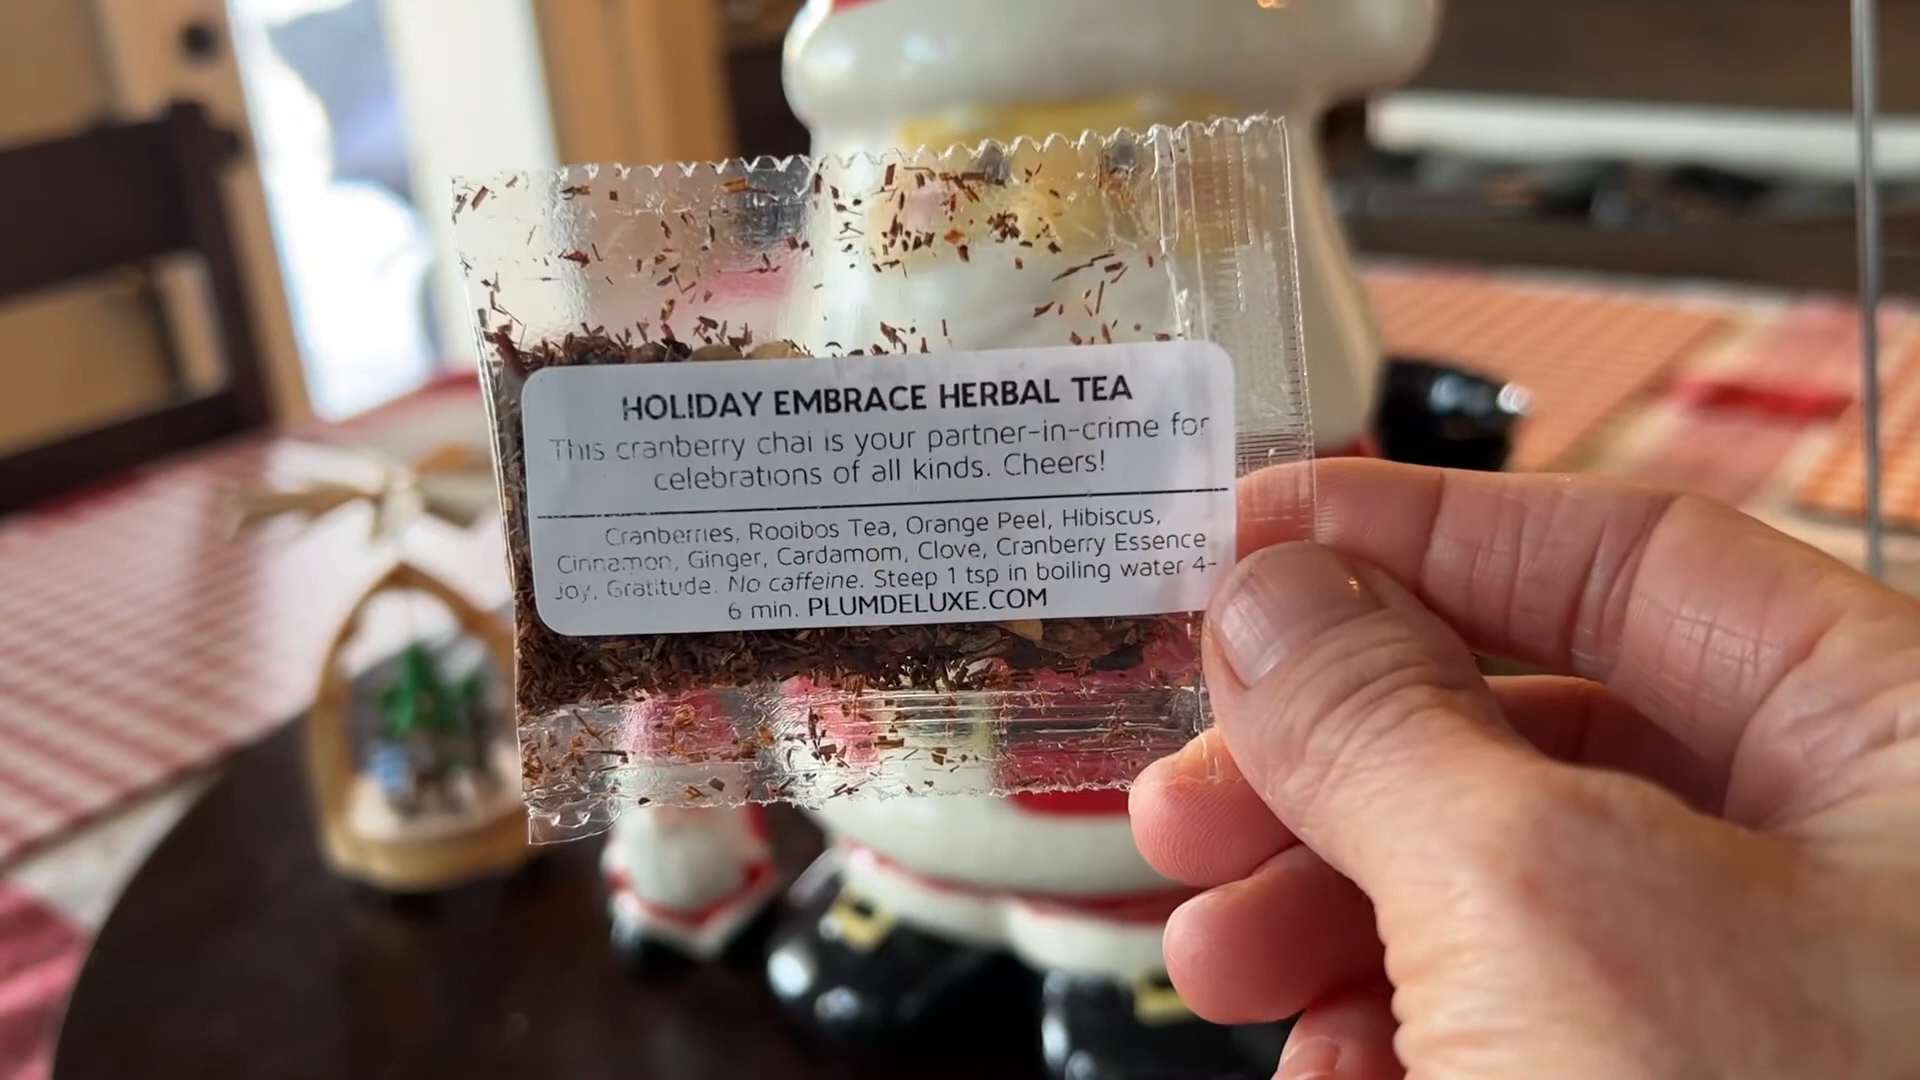 HOLIDAY EMBRACE HERBAL TEA
This cranberry chai is your partner-in-crime for
celebrations of all kinds. Cheers!
Cranberries, Rooibos Tea, Orange Peel, Hibiscus,
Cinnamon, Ginger, Cardamom, Clove, Cranberry Essence
Joy, Gratitude. No caffeine. Steep 1 tsp in boiling water 4-
6 min. PLUMDELUXE.COM